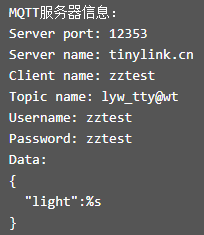 MQTT服务器信息：
Server port: 12353
Server name: tinylink.cn
Client name: zztest
Topic name: lyw_tty@wt
Username: zztest
Password: zztest
Data:
{
  "light":%s
}